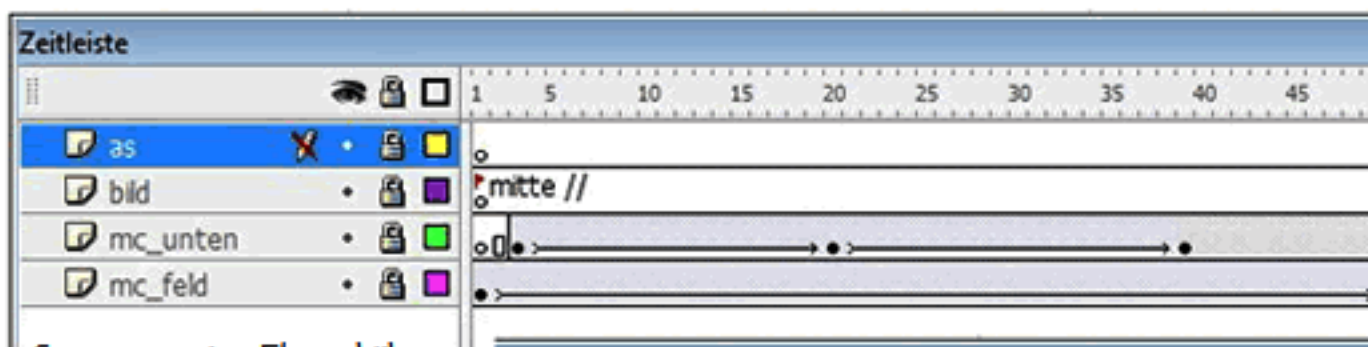 Zeitleiste
1 5 10 15 20 25 30 35 40 45
as
bild mitte //
mc_unten
mc_feld